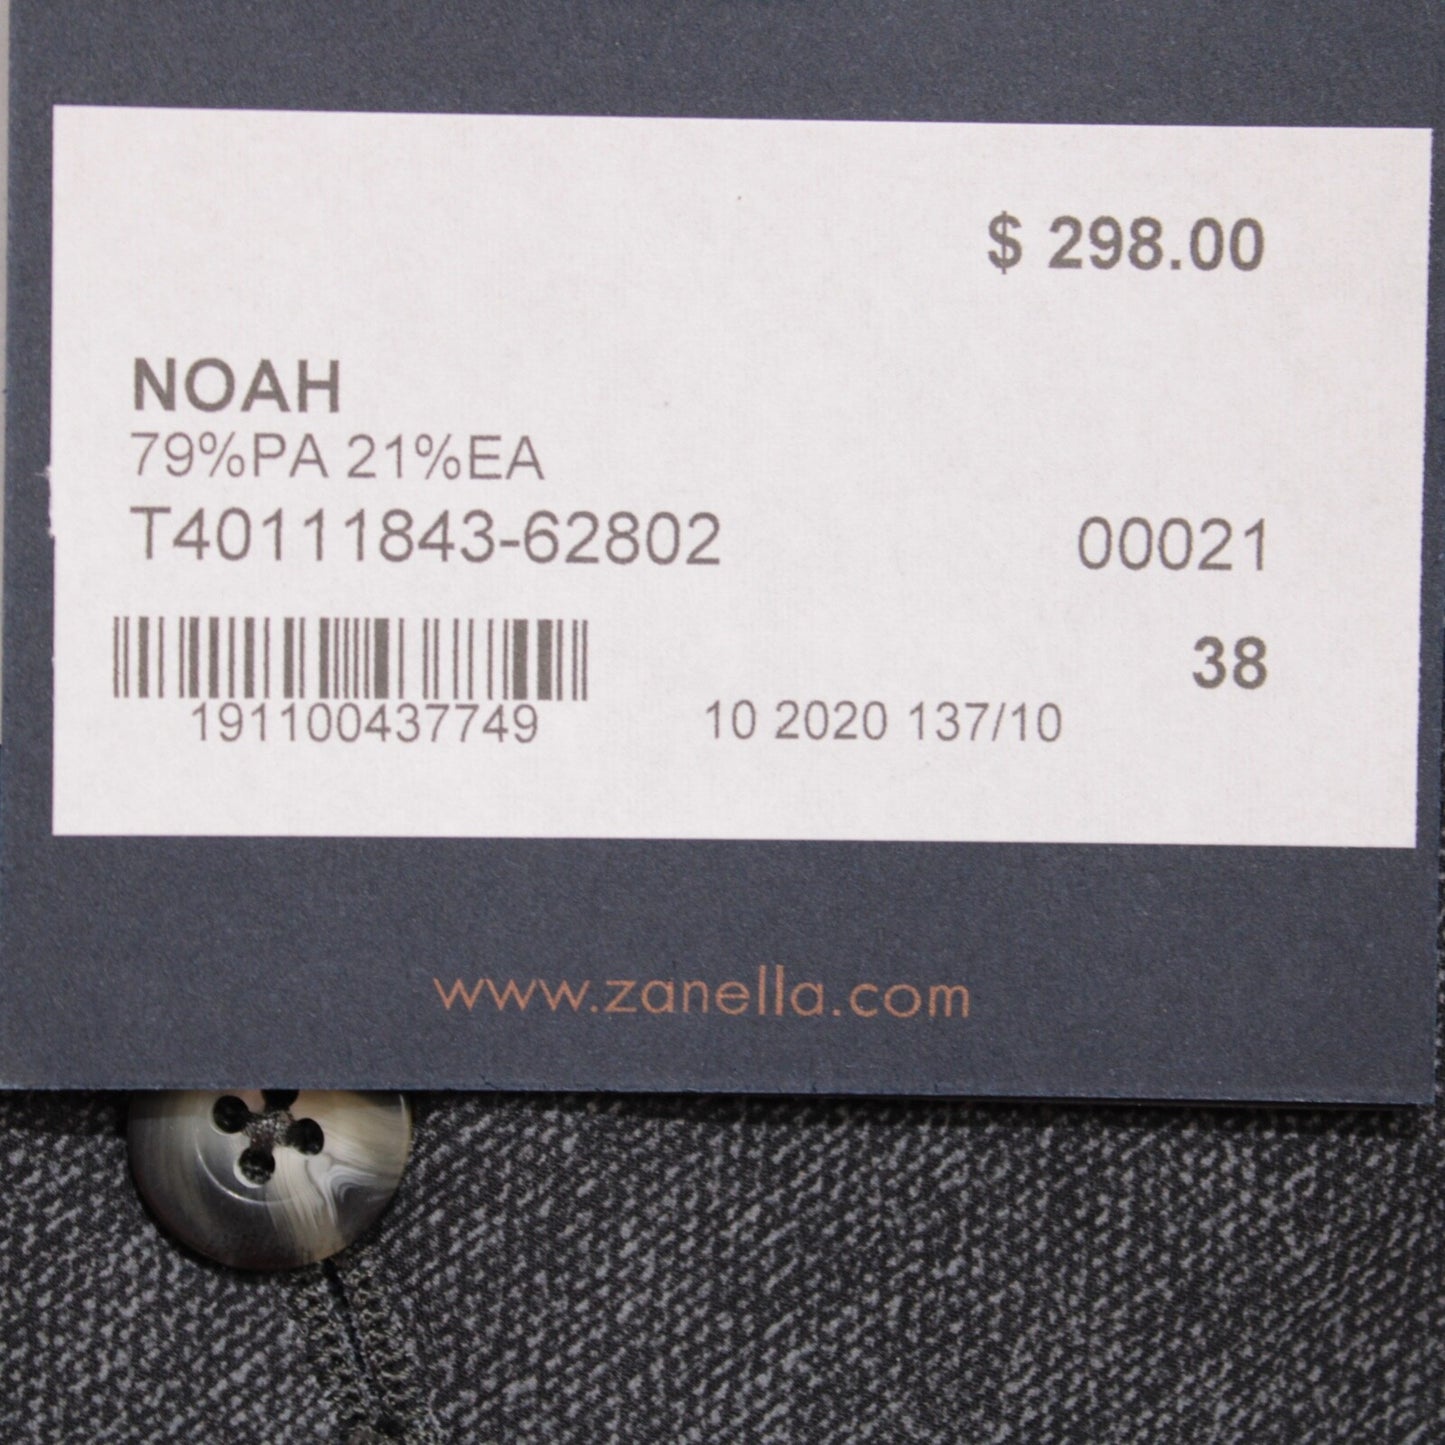 $ 298.00
NOAH
79%PA 21%EA
T40111843-62802 00021
38
191100437749 10 2020 137/10
www.zanella.com